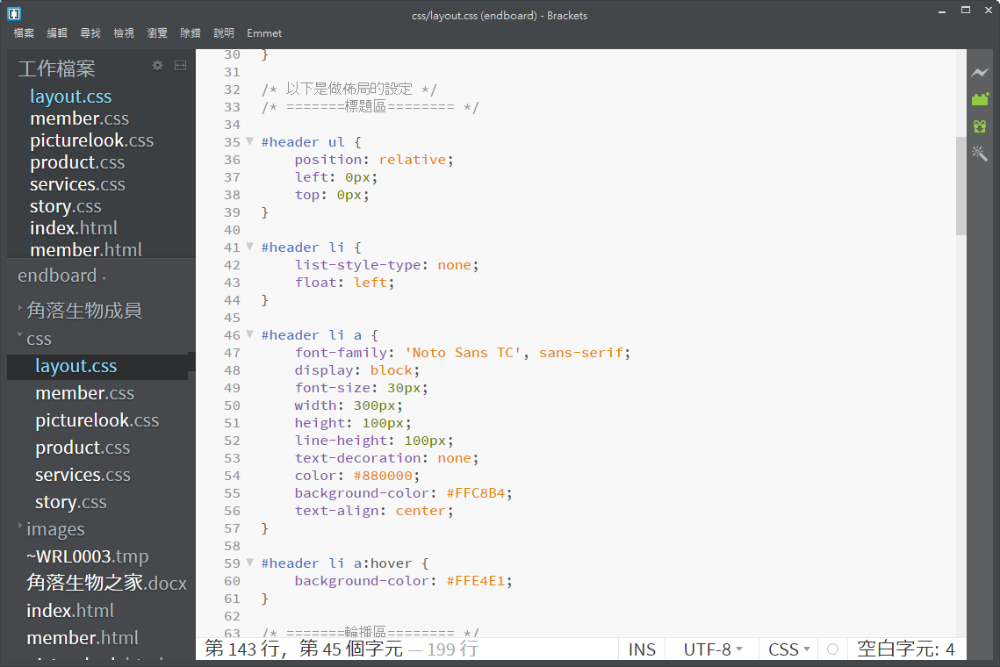 css/layout.css (endboard) - Brackets
檔案 編輯 尋找 檢視 瀏覽 除錯 說明 Emmet
工作檔案
layout.css
member.css
picturelook.css
product.css
services.css
story.css
index.html
member.html
endboard
角落生物成員
css
layout.css
member.css
picturelook.css
product.css
services.css
story.css
images
~WRL0003.tmp
角落生物之家.docx
index.html
member.html
30 }
31
32 /* 以下是做佈局的設定 */
33 /* =======標題區======== */
34
35 #header ul {
36 position: relative;
37 left: 0px;
38 top: 0px;
39 }
40
41 #header li {
42 list-style-type: none;
43 float: left;
44 }
45
46 #header li a {
47 font-family: 'Noto Sans TC', sans-serif;
48 display: block;
49 font-size: 30px;
50 width: 300px;
51 height: 100px;
52 line-height: 100px;
53 text-decoration: none;
54 color: #880000;
55 background-color: #FFC8B4;
56 text-align: center;
57 }
58
59 #header li a:hover {
60 background-color: #FFE4E1;
61 }
62
63 /* =======輪播區======== */
第 143 行，第 45 個字元 — 199 行 INS UTF-8 CSS 空白字元: 4